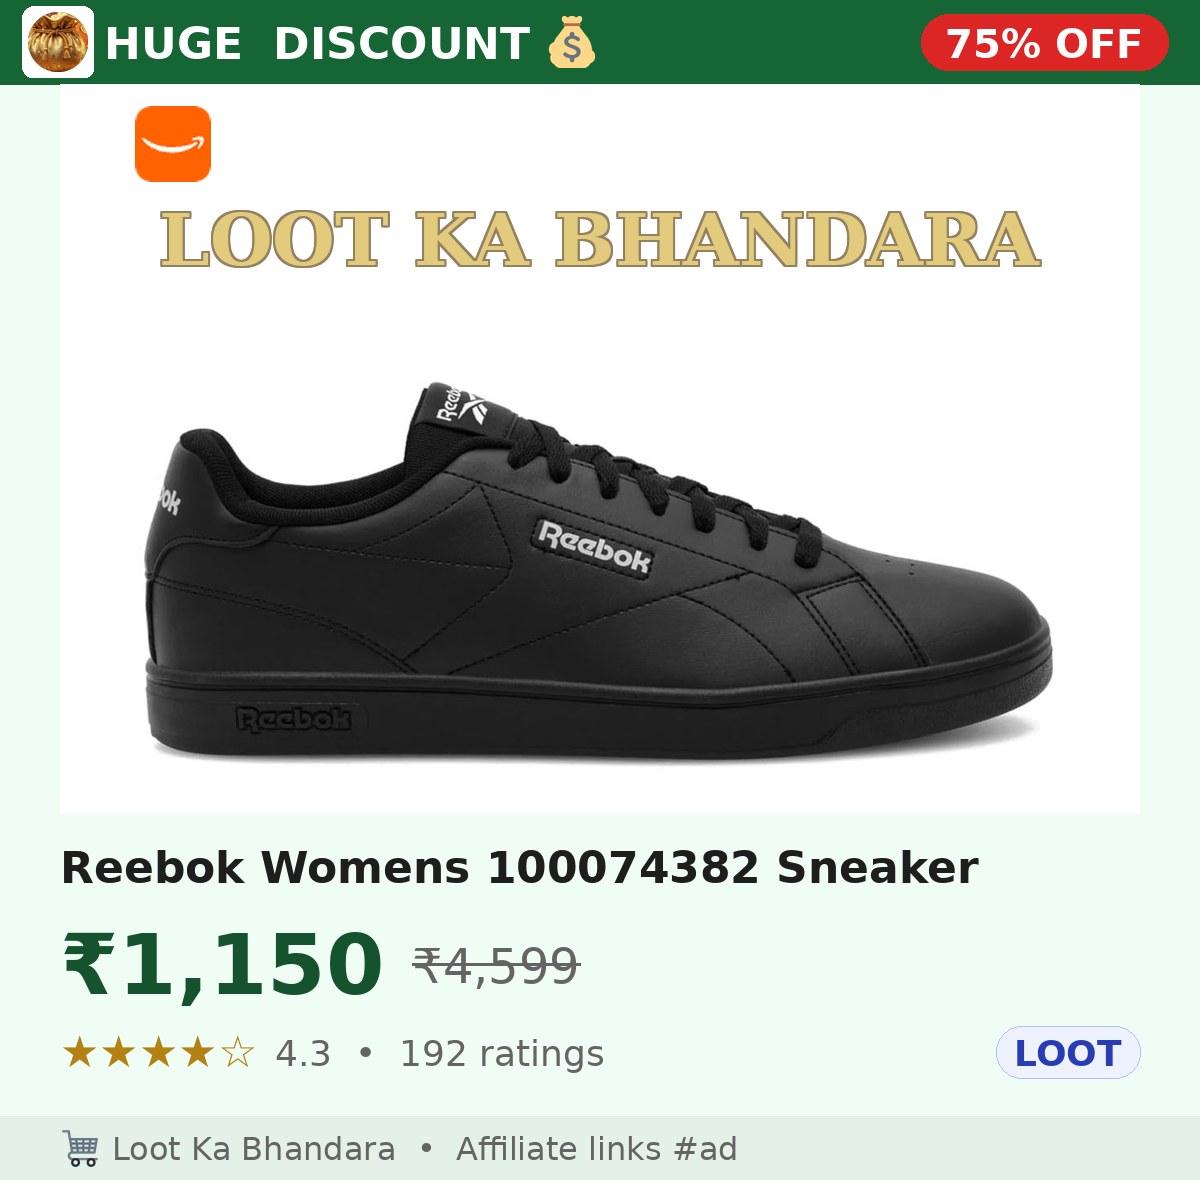 HUGE DISCOUNT 💰
75% OFF
LOOT KA BHANDARA
Reebok
Reebok
Reebok
Reebok Womens 100074382 Sneaker
₹1,150 ₹4,599
★★★★☆ 4.3 • 192 ratings
LOOT
🛒 Loot Ka Bhandara • Affiliate links #ad